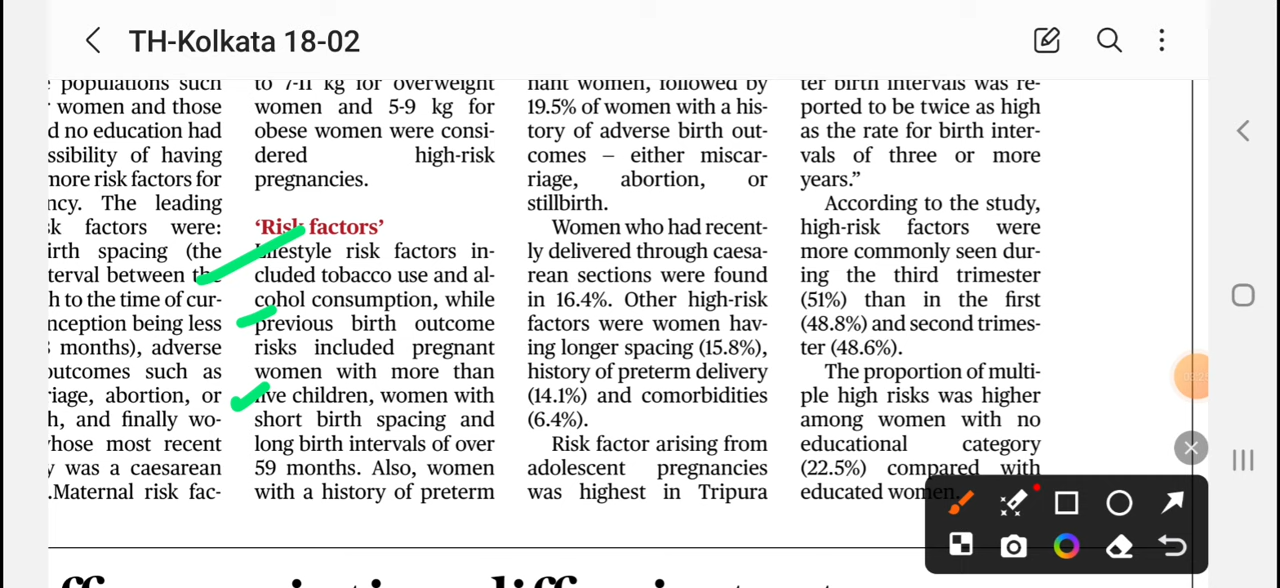 TH-Kolkata 18-02
populations such
women and those
d no education had
ssibility of having
more risk factors for
ncy. The leading
sk factors were:
irth spacing (the
terval between the
h to the time of cur-
nception being less
months), adverse
outcomes such as
riage, abortion, or
h, and finally wo-
hose most recent
y was a caesarean
.Maternal risk fac-
to 7-11 kg for overweight
women and 5-9 kg for
obese women were consi-
dered high-risk
pregnancies.
‘Risk factors’
Lifestyle risk factors in-
cluded tobacco use and al-
cohol consumption, while
previous birth outcome
risks included pregnant
women with more than
five children, women with
short birth spacing and
long birth intervals of over
59 months. Also, women
with a history of preterm
nant women, followed by
19.5% of women with a his-
tory of adverse birth out-
comes – either miscar-
riage, abortion, or
stillbirth.
Women who had recent-
ly delivered through caesa-
rean sections were found
in 16.4%. Other high-risk
factors were women hav-
ing longer spacing (15.8%),
history of preterm delivery
(14.1%) and comorbidities
(6.4%).
Risk factor arising from
adolescent pregnancies
was highest in Tripura
ter birth intervals was re-
ported to be twice as high
as the rate for birth inter-
vals of three or more
years.”
According to the study,
high-risk factors were
more commonly seen dur-
ing the third trimester
(51%) than in the first
(48.8%) and second trimes-
ter (48.6%).
The proportion of multi-
ple high risks was higher
among women with no
educational category
(22.5%) compared with
educated women.